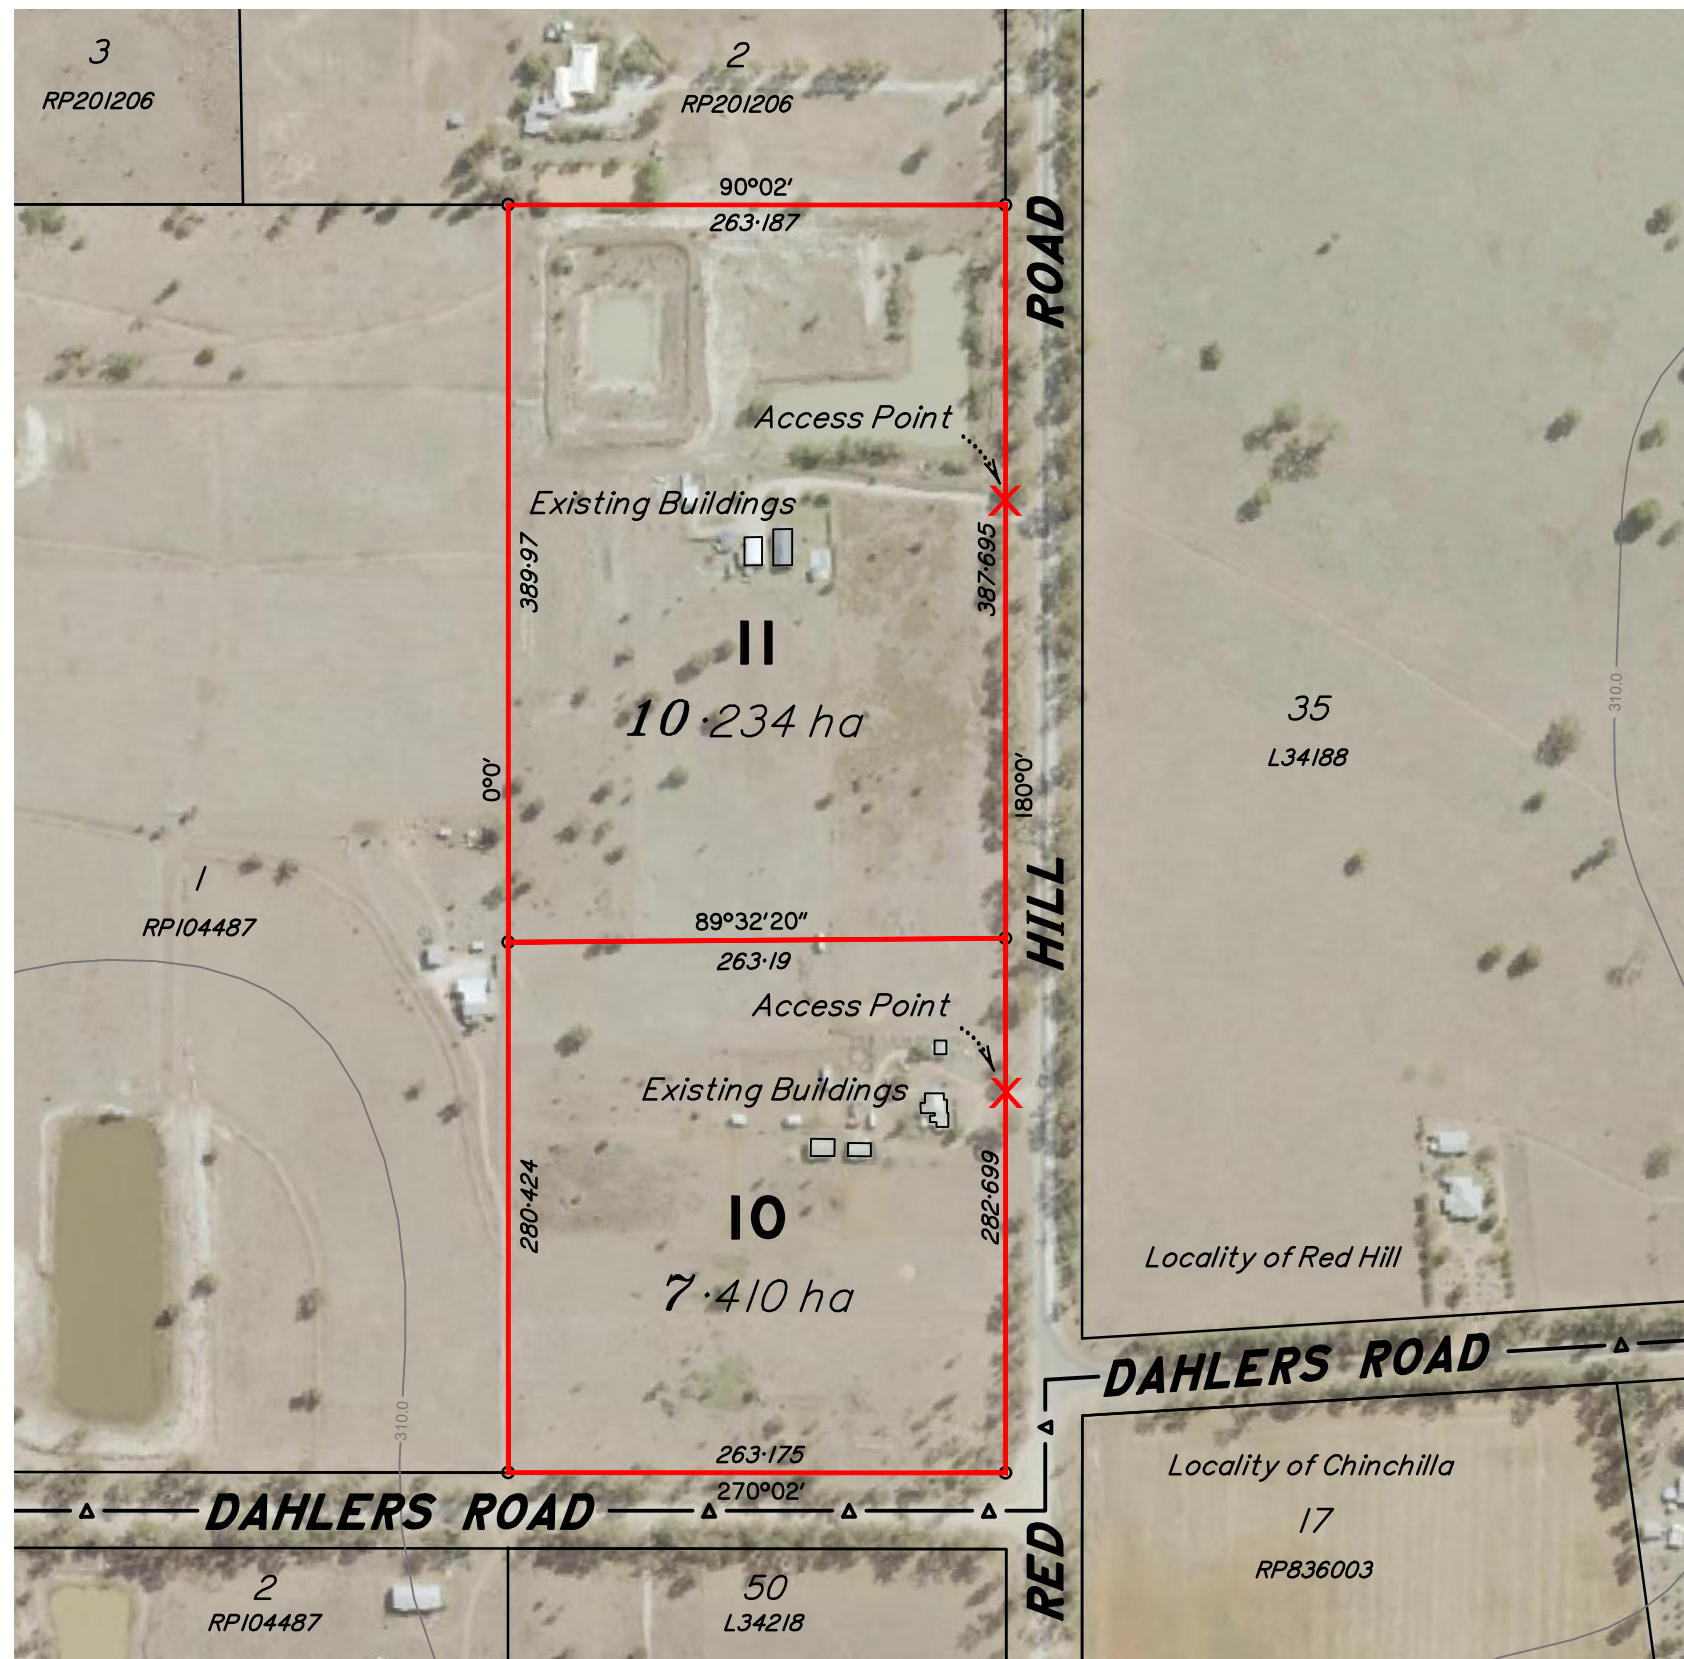 3
RP201206
2
RP201206
90°02'
263·187
ROAD
Access Point
Existing Buildings
389·97
387·695
11
10·234 ha
0°0'
180°0'
35
L34188
310.0
1
RP104487
HILL
89°32'20"
263·19
Access Point
Existing Buildings
280·424
282·699
10
7·410 ha
Locality of Red Hill
DAHLERS ROAD
310.0
263·175
270°02'
DAHLERS ROAD
RED
Locality of Chinchilla
17
RP836003
2
RP104487
50
L34218